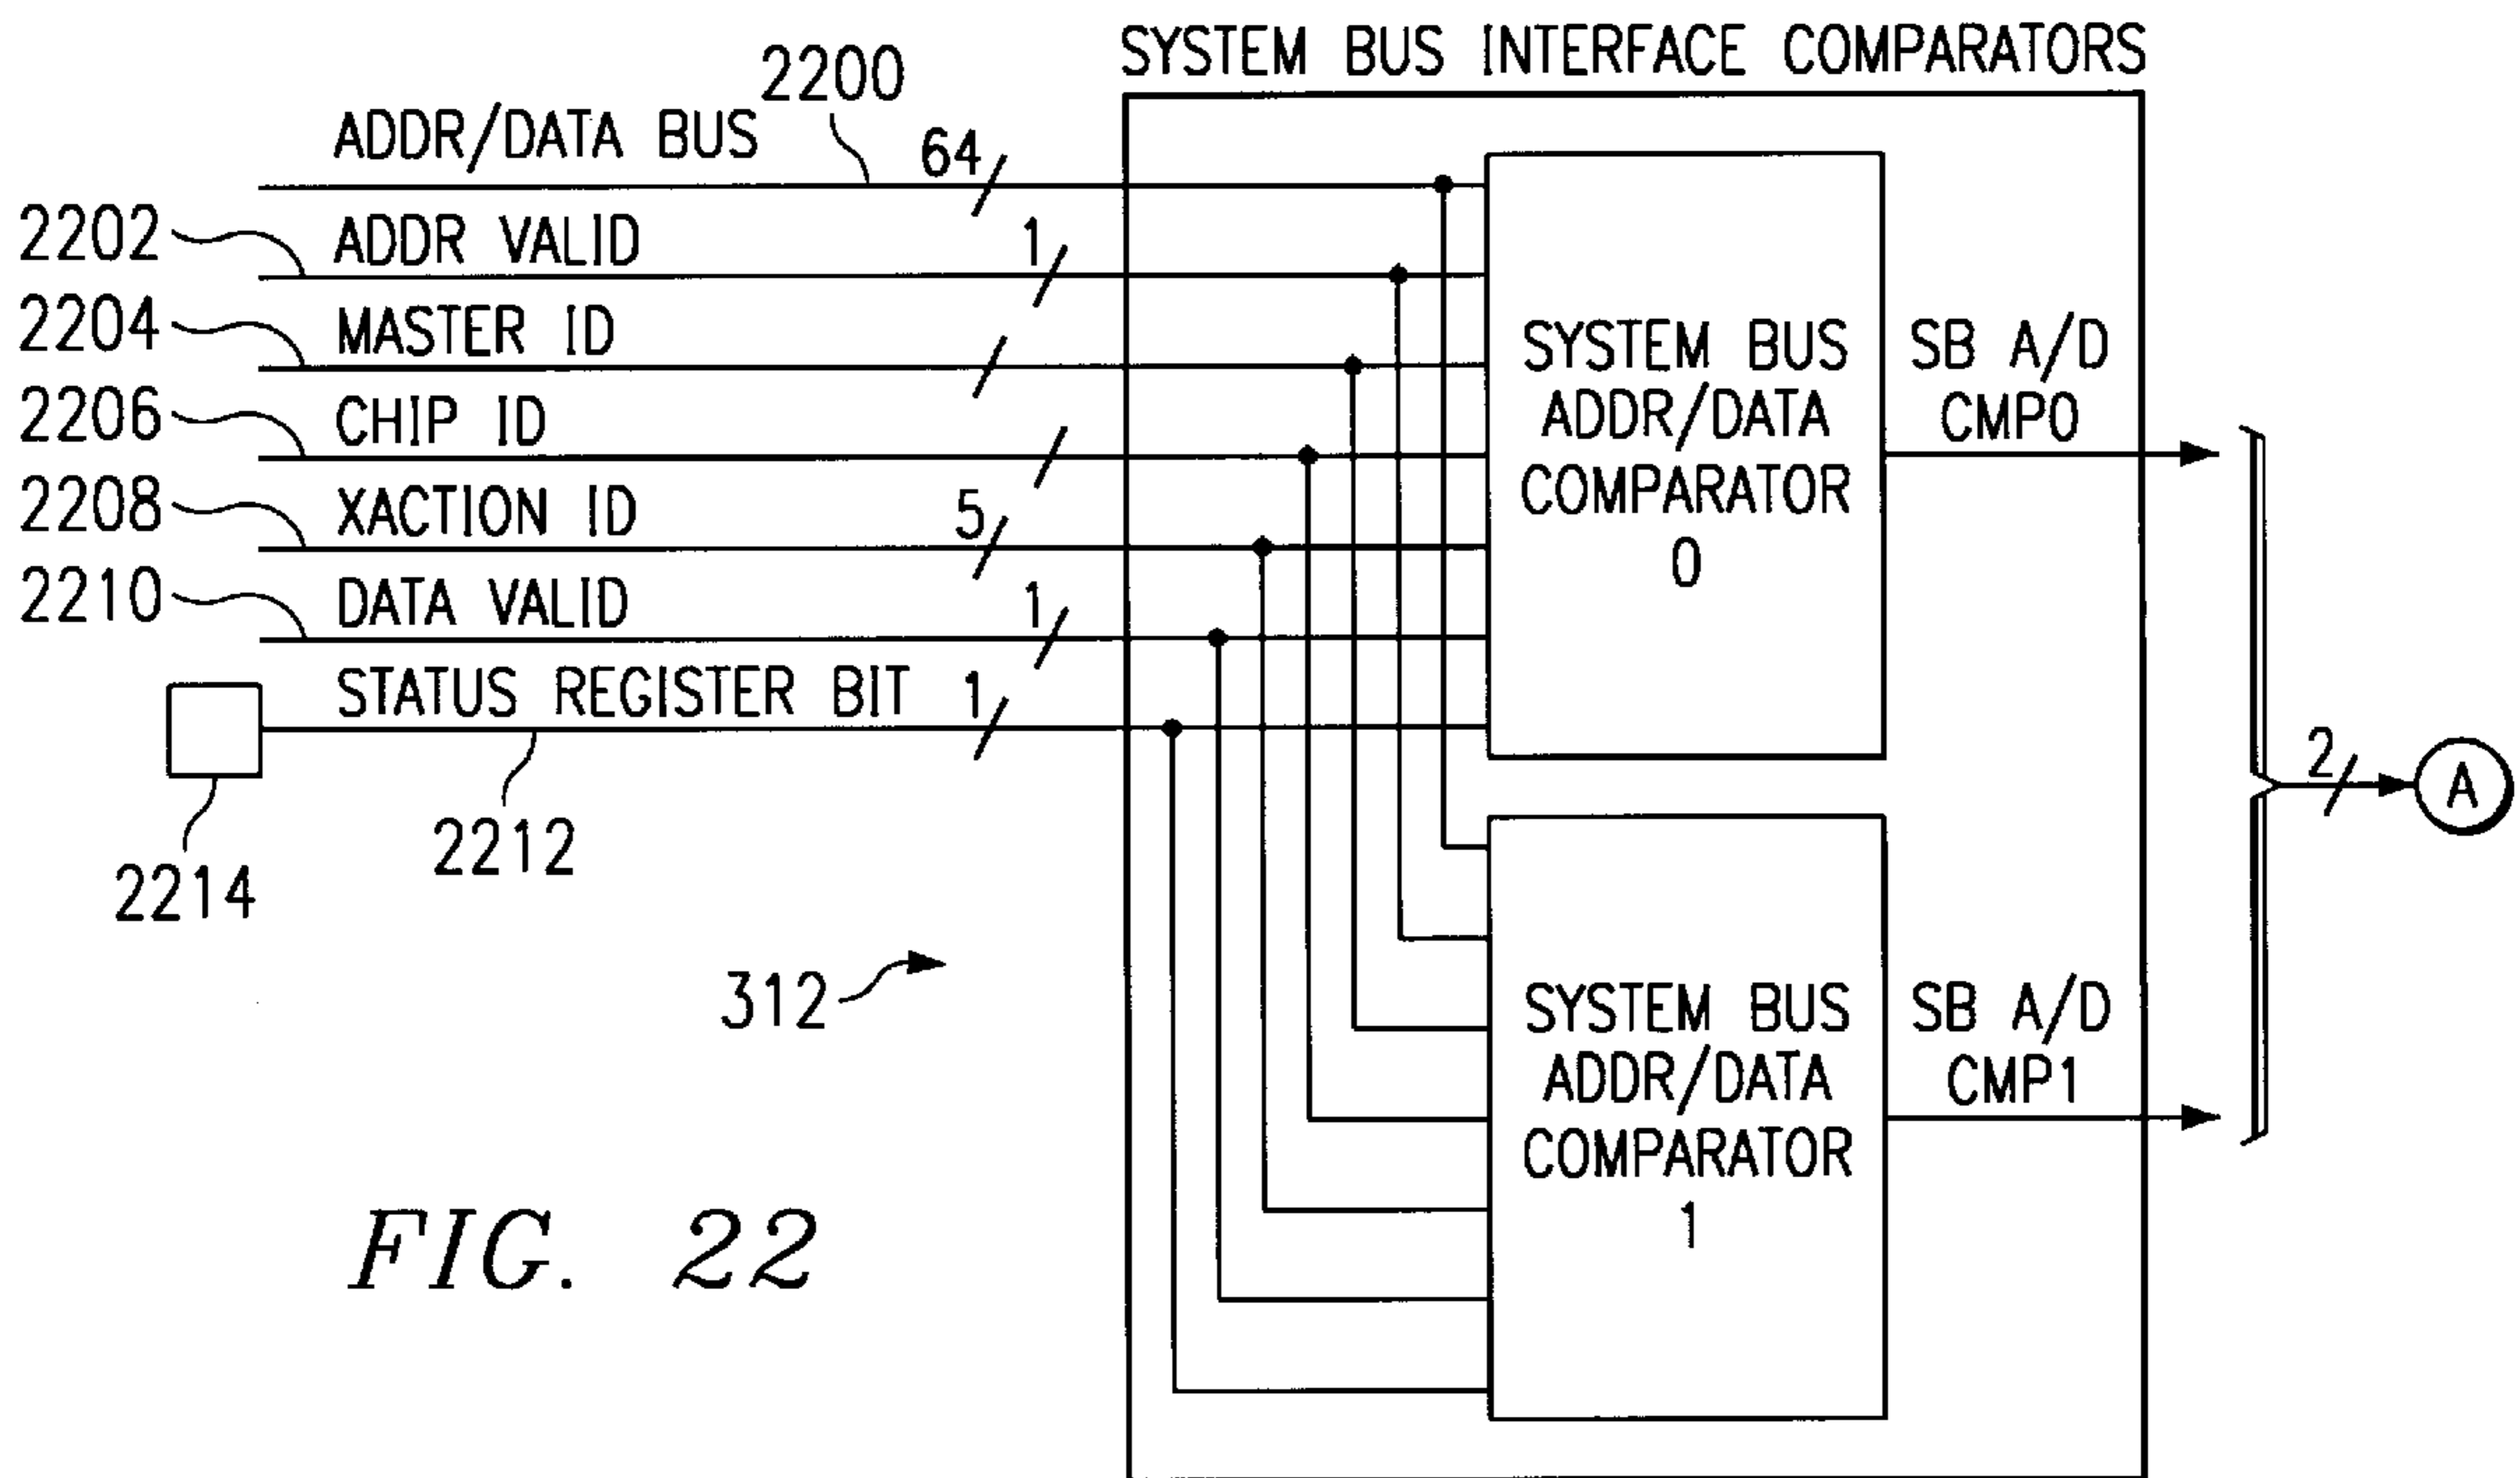 SYSTEM BUS INTERFACE COMPARATORS
2200
ADDR/DATA BUS
64
2202
ADDR VALID
1
2204
MASTER ID
2206
CHIP ID
2208
XACTION ID
5
2210
DATA VALID
1
STATUS REGISTER BIT
1
2212
2214
312
SYSTEM BUS
ADDR/DATA
COMPARATOR
0
SB A/D
CMP0
SYSTEM BUS
ADDR/DATA
COMPARATOR
1
SB A/D
CMP1
2
A
FIG. 22